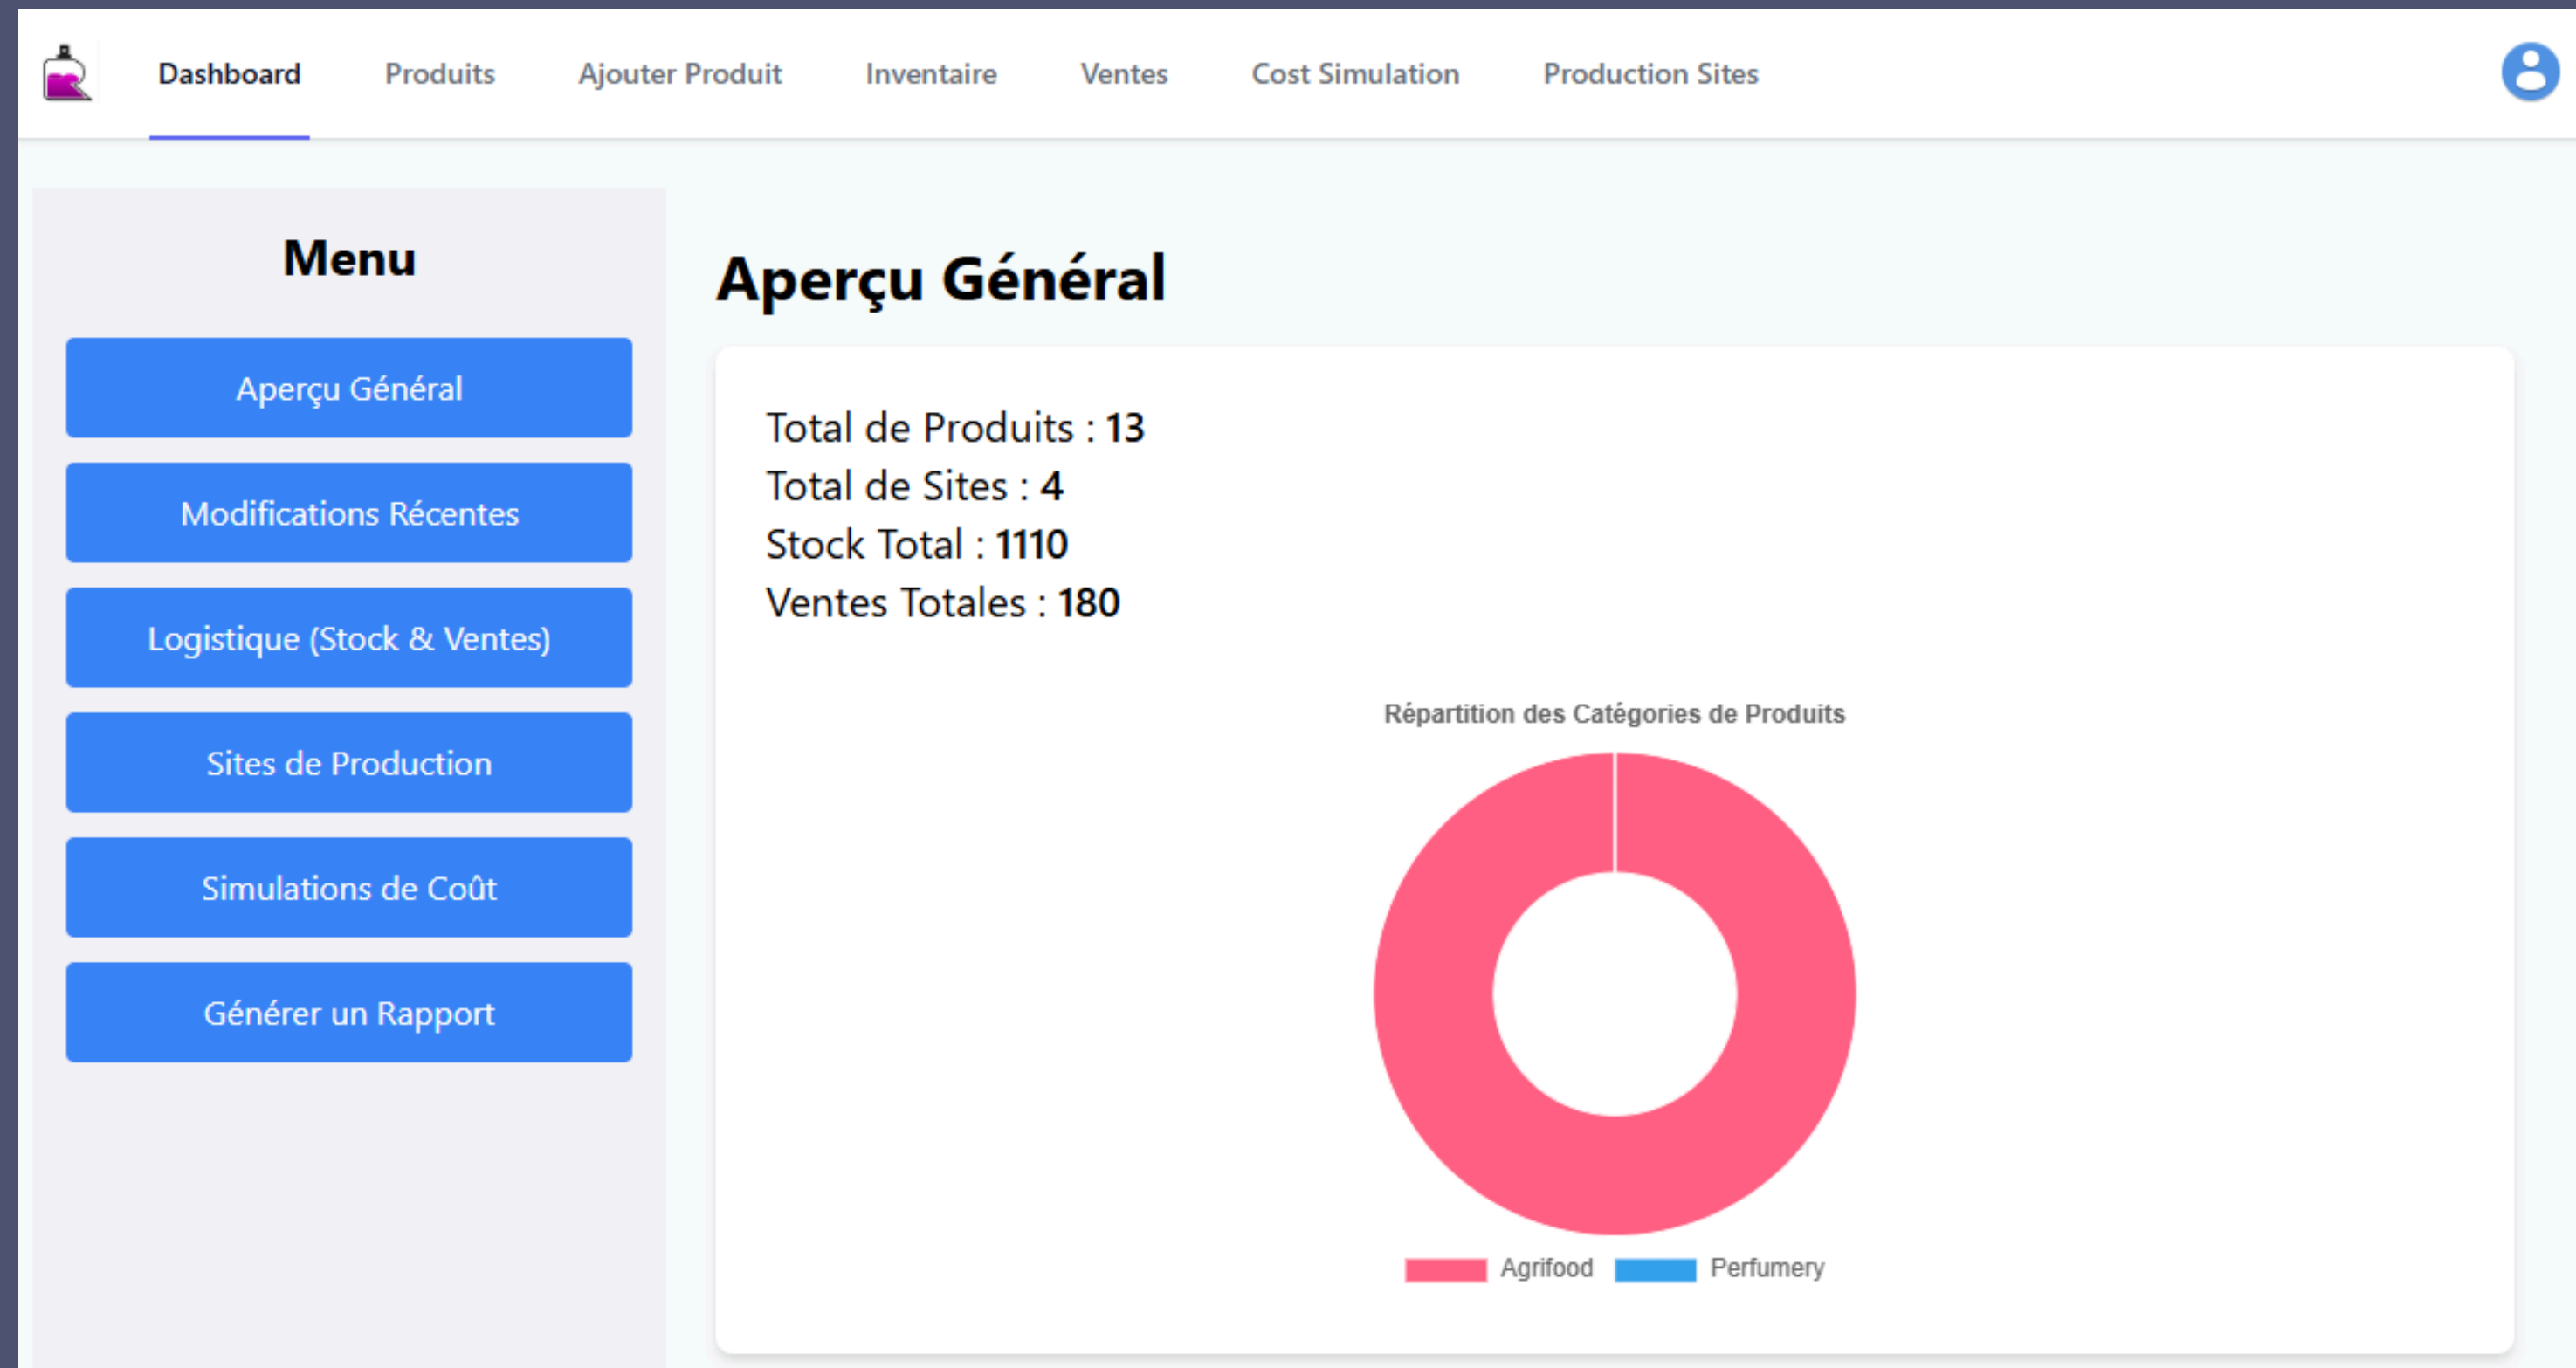 Dashboard Produits Ajouter Produit Inventaire Ventes Cost Simulation Production Sites
Menu
Aperçu Général
Modifications Récentes
Logistique (Stock & Ventes)
Sites de Production
Simulations de Coût
Générer un Rapport
Aperçu Général
Total de Produits : 13
Total de Sites : 4
Stock Total : 1110
Ventes Totales : 180
Répartition des Catégories de Produits
Agrifood Perfumery